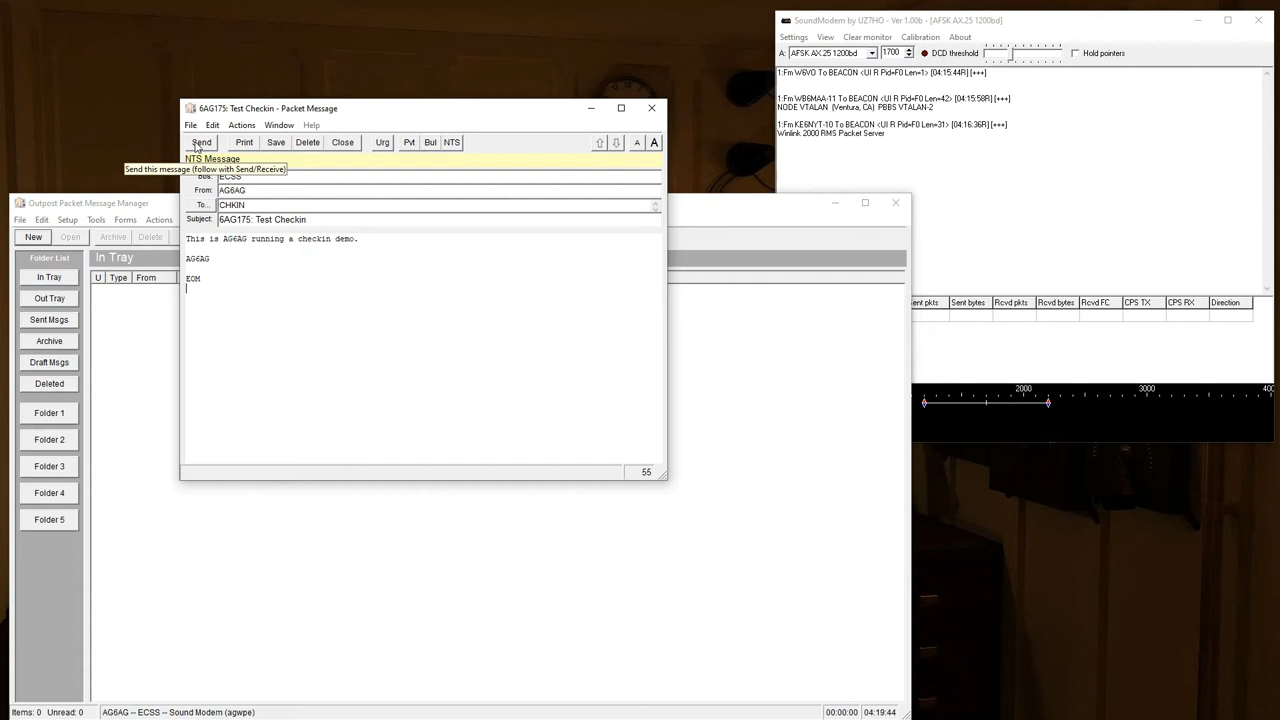 SoundModem by UZ7HO - Ver 1.00b - [AFSK AX.25 1200bd]
Settings View Clear monitor Calibration About
A: AFSK AX.25 1200bd 1700 DCD threshold Hold pointers
1:Fm W6VO To BEACON <UI R Pid=F0 Len=1> [04:15:44R] [+++]
1:Fm WB6MAA-11 To BEACON <UI R Pid=F0 Len=42> [04:15:58R] [+++]
NODE VTALAN (Ventura, CA) PBBS VTALAN-2
1:Fm KE6NYT-10 To BEACON <UI R Pid=F0 Len=31> [04:16:36R] [+++]
Winlink 2000 RMS Packet Server
Sent bytes Rcvd pkts Rcvd bytes Rcvd FC CPS TX CPS RX Direction
2000 3000
6AG175: Test Checkin - Packet Message
File Edit Actions Window Help
Send Print Save Delete Close Urg Pvt Bul NTS A A
NTS Message
Send this message (follow with Send/Receive)
Bbs: ECSS
From: AG6AG
To... CHKIN
Subject: 6AG175: Test Checkin
This is AG6AG running a checkin demo.
AG6AG
EOM
55
Outpost Packet Message Manager
File Edit Setup Tools Forms Actions
New Open Archive Delete
Folder List In Tray
U Type From
In Tray
Out Tray
Sent Msgs
Archive
Draft Msgs
Deleted
Folder 1
Folder 2
Folder 3
Folder 4
Folder 5
Items: 0 Unread: 0 AG6AG -- ECSS -- Sound Modem (agwpe) 00:00:00 04:19:44